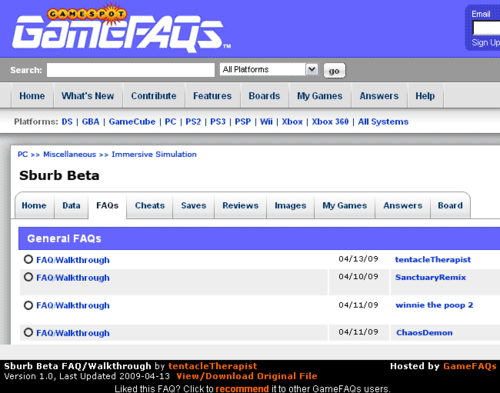 GAMESPOT
GameFAQs™
Email
Sign Up
Search: All Platforms go
Home What's New Contribute Features Boards My Games Answers Help
Platforms: DS | GBA | GameCube | PC | PS2 | PS3 | PSP | Wii | Xbox | Xbox 360 | All Systems
PC >> Miscellaneous >> Immersive Simulation
Sburb Beta
Home Data FAQs Cheats Saves Reviews Images My Games Answers Board
General FAQs
FAQ/Walkthrough 04/13/09 tentacleTherapist
FAQ/Walkthrough 04/10/09 SanctuaryRemix
FAQ/Walkthrough 04/11/09 winnie the poop 2
FAQ/Walkthrough 04/11/09 ChaosDemon
Sburb Beta FAQ/Walkthrough by tentacleTherapist Hosted by GameFAQs
Version 1.0, Last Updated 2009-04-13 View/Download Original File
Liked this FAQ? Click to recommend it to other GameFAQs users.